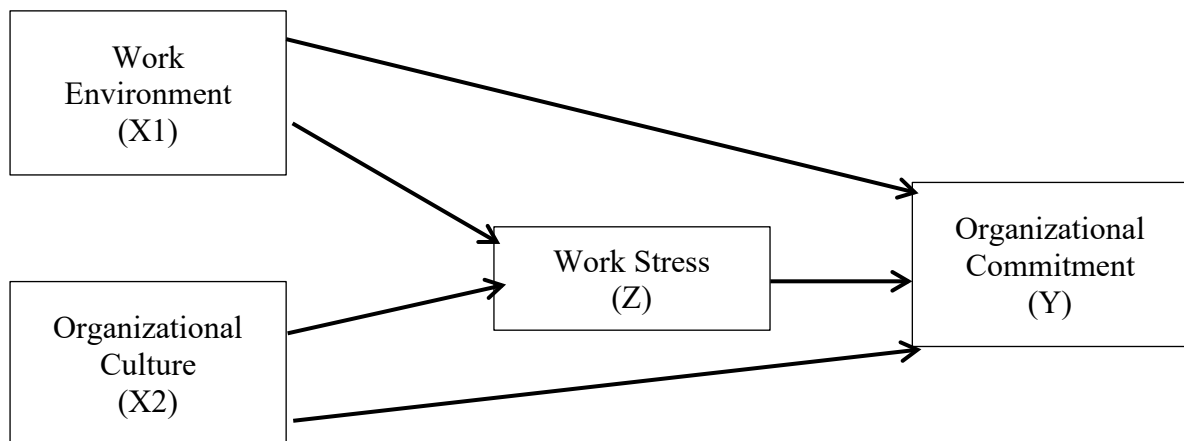 Work
Environment
(X1)
Organizational
Culture
(X2)
Work Stress
(Z)
Organizational
Commitment
(Y)